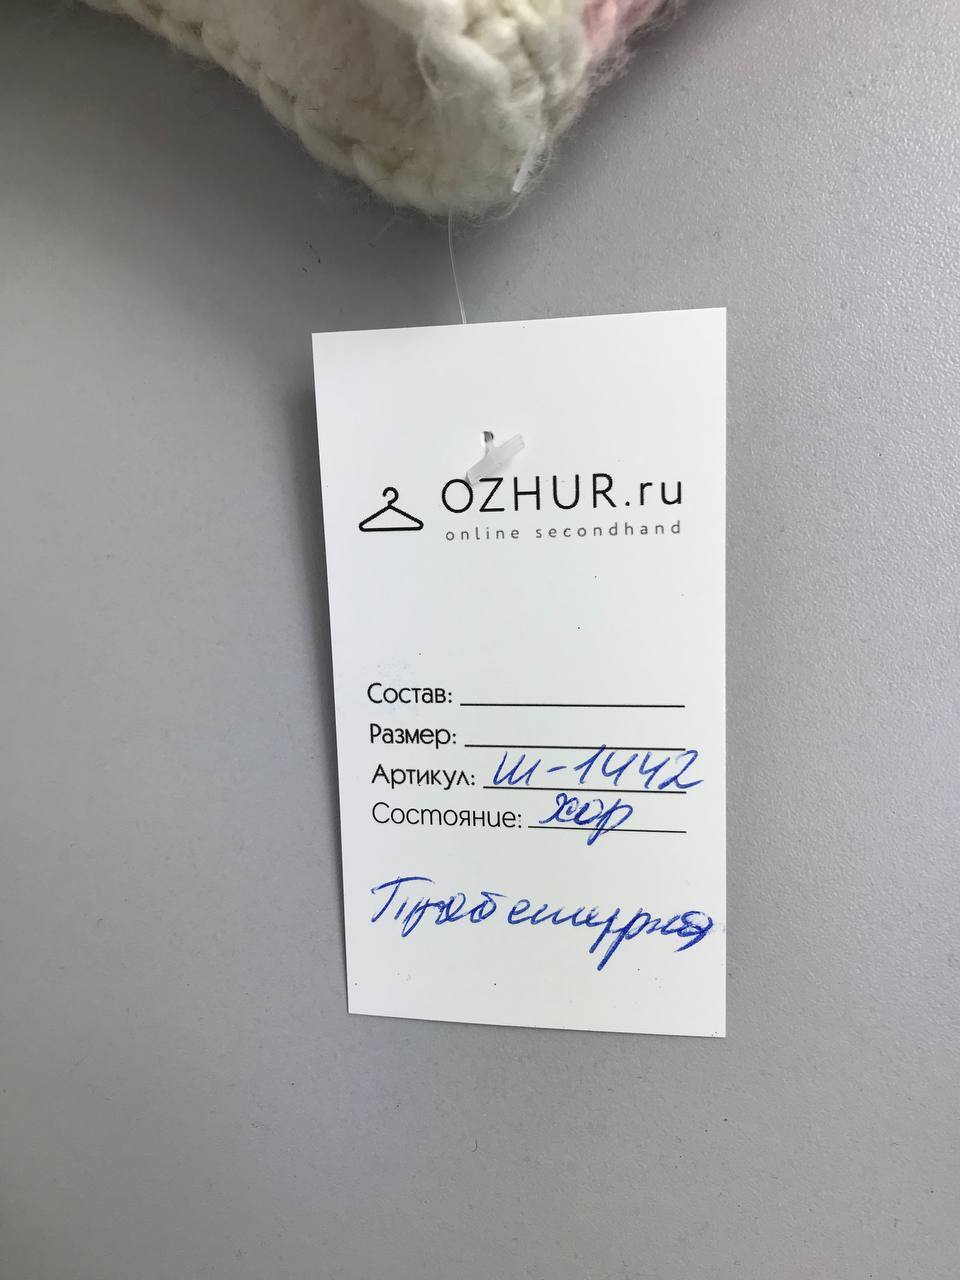 OZHUR.ru
online secondhand
Состав:
Размер:
Артикул: Ш-1442
Состояние: хор